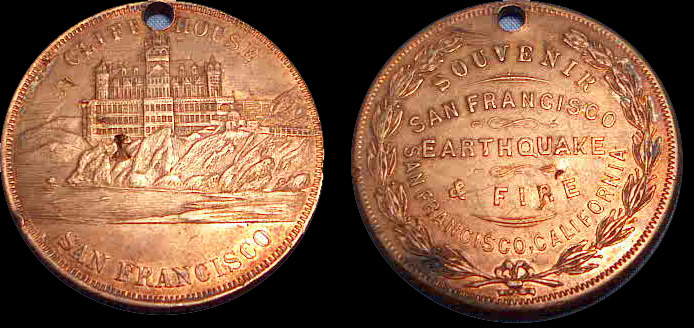 CLIFF HOUSE
SAN FRANCISCO
SOUVENIR
SAN FRANCISCO
EARTHQUAKE
& FIRE
SAN FRANCISCO, CALIFORNIA